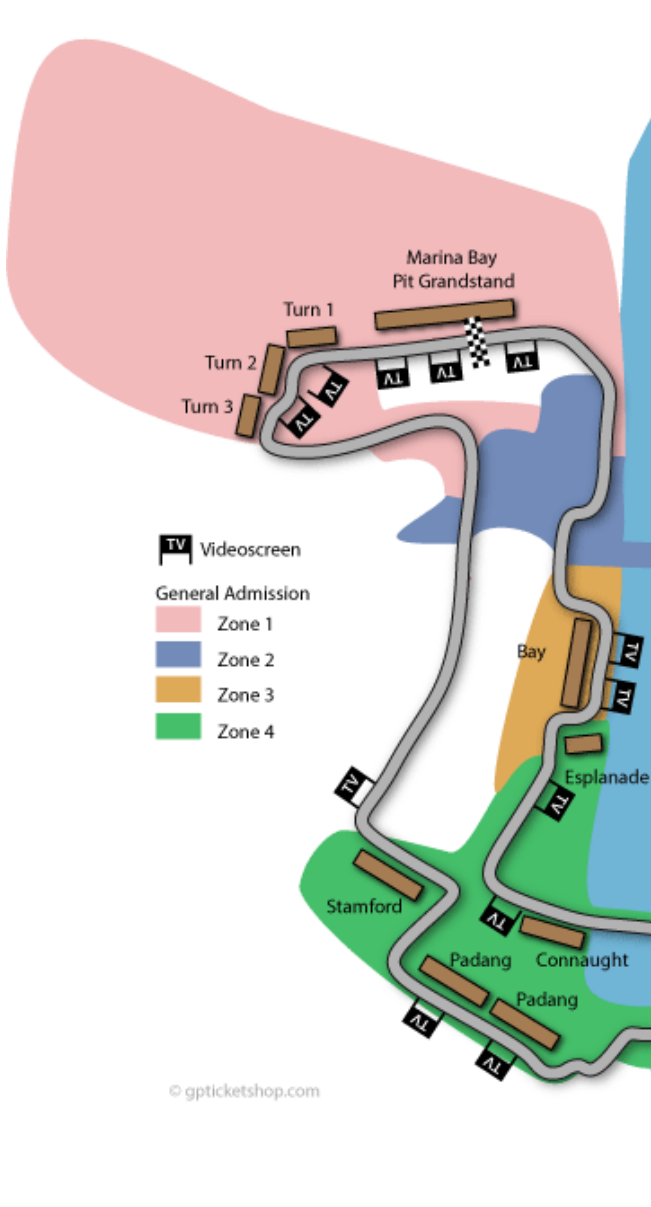 Marina Bay
Pit Grandstand
Turn 1
Turn 2
Turn 3
TV
TV
TV
TV
TV
TV Videoscreen
General Admission
Zone 1
Zone 2
Zone 3
Zone 4
Bay
TV
TV
Esplanade
TV
TV
Stamford
TV
Connaught
Padang
Padang
TV
TV
© gpticketshop.com